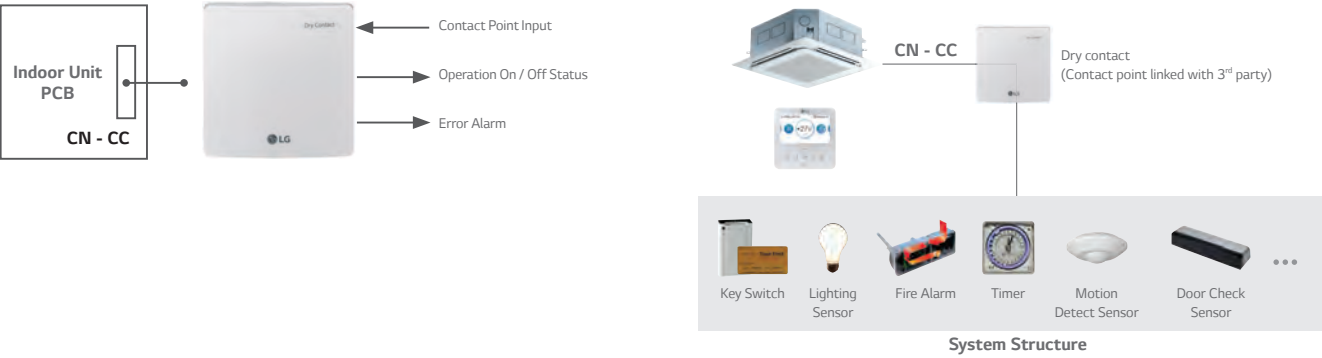 Indoor Unit
PCB
CN - CC
Dry Contact
LG
Contact Point Input
Operation On / Off Status
Error Alarm
CN - CC
Dry contact
(Contact point linked with 3rd party)
LG
Key Switch
Lighting
Sensor
Fire Alarm
Timer
Motion
Detect Sensor
Door Check
Sensor
System Structure